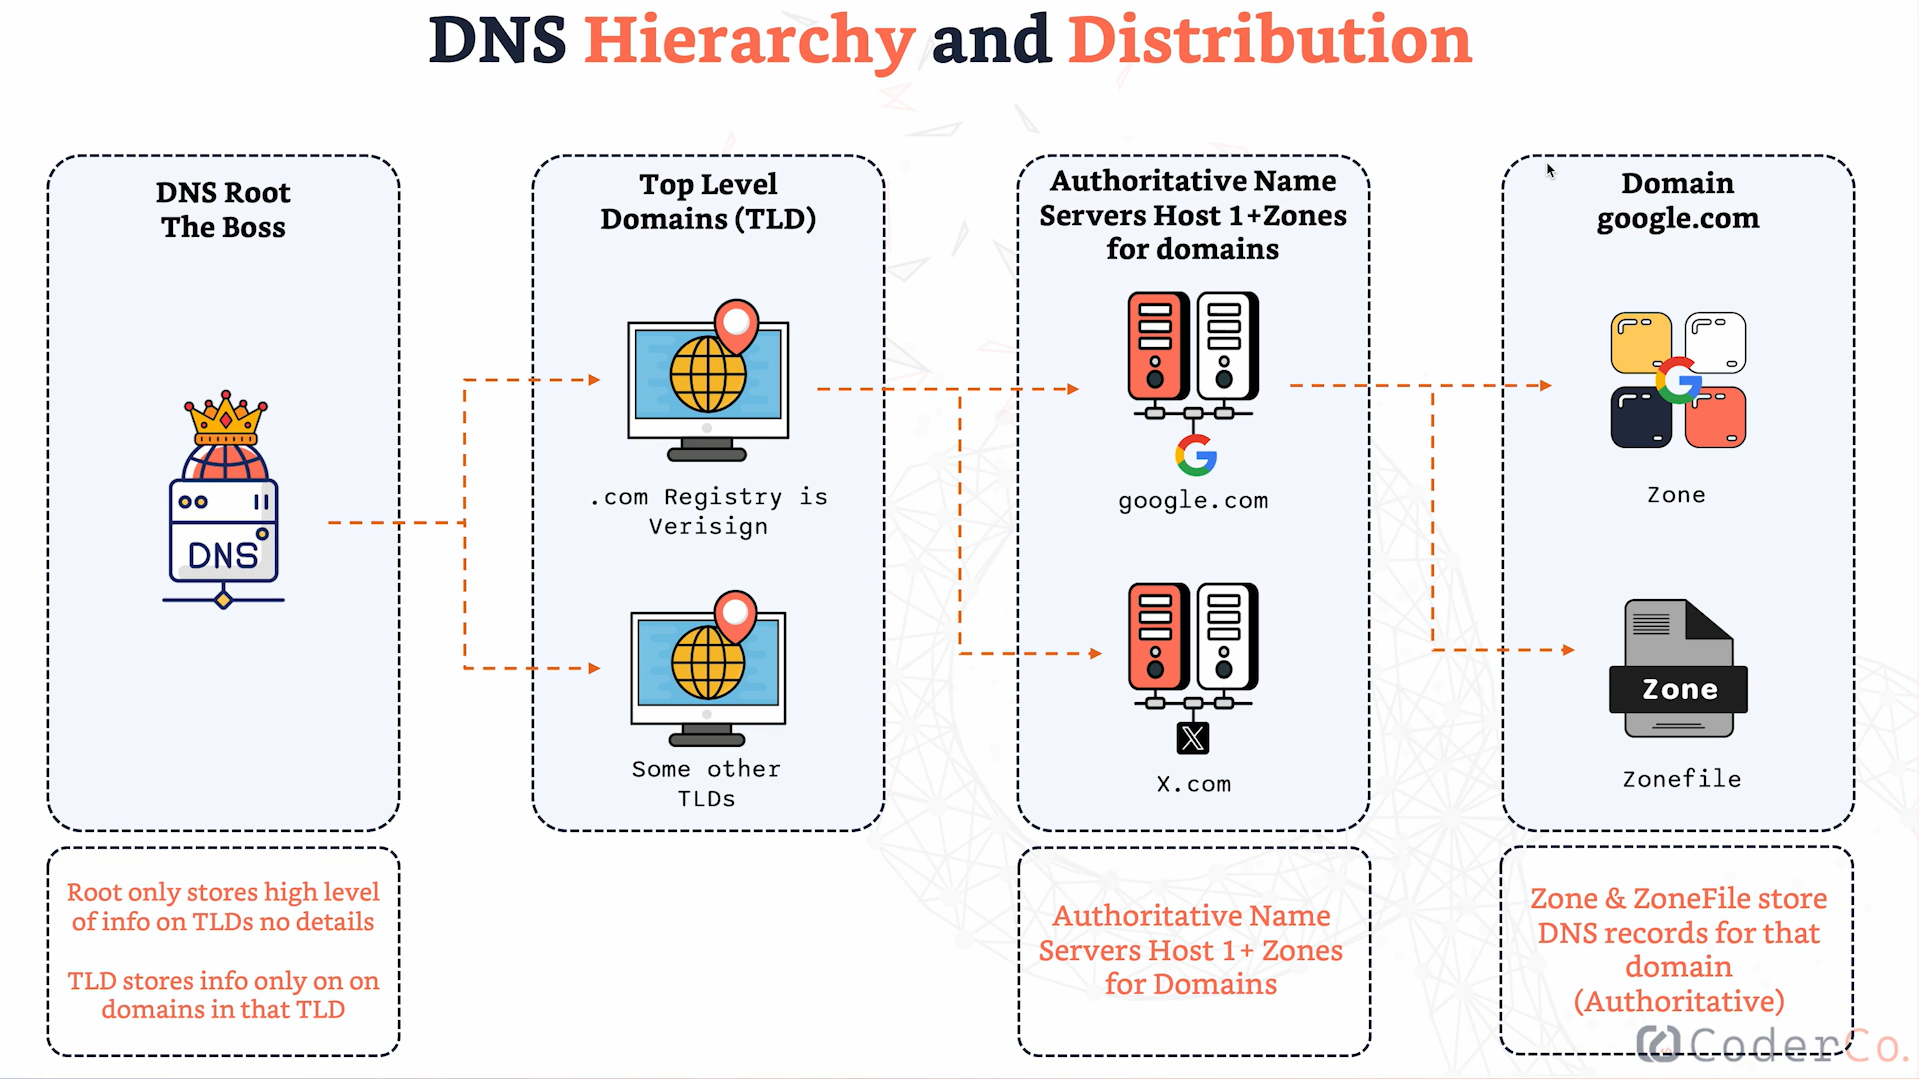 DNS Hierarchy and Distribution
DNS Root
The Boss
DNS
Root only stores high level
of info on TLDs no details
TLD stores info only on on
domains in that TLD
Top Level
Domains (TLD)
.com Registry is
Verisign
Some other
TLDs
Authoritative Name
Servers Host 1+Zones
for domains
google.com
X.com
Authoritative Name
Servers Host 1+ Zones
for Domains
Domain
google.com
Zone
Zone
Zonefile
Zone & ZoneFile store
DNS records for that
domain
(Authoritative)
CoderCo.